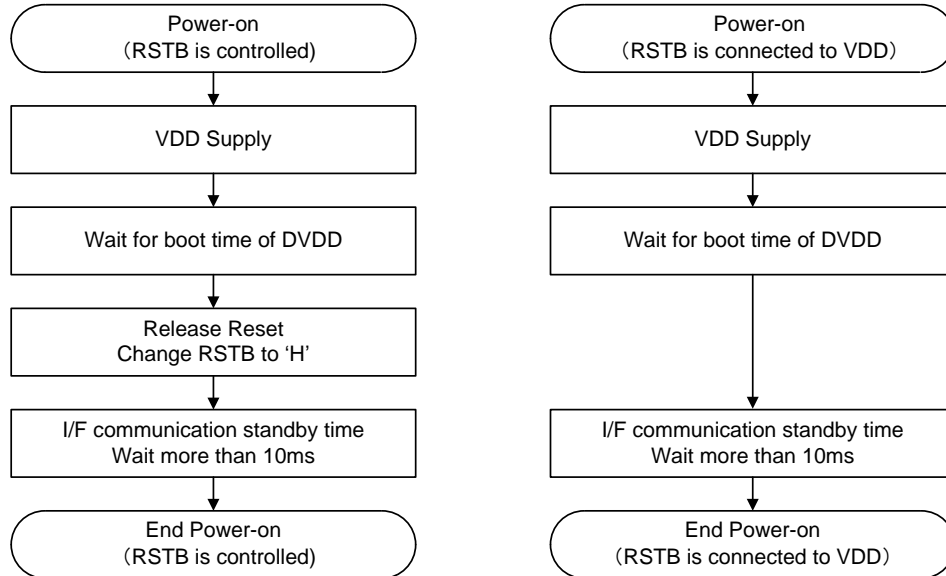 Power-on
（RSTB is controlled)
VDD Supply
Wait for boot time of DVDD
Release Reset
Change RSTB to ‘H’
I/F communication standby time
Wait more than 10ms
End Power-on
（RSTB is controlled)
Power-on
（RSTB is connected to VDD）
VDD Supply
Wait for boot time of DVDD
I/F communication standby time
Wait more than 10ms
End Power-on
（RSTB is connected to VDD）